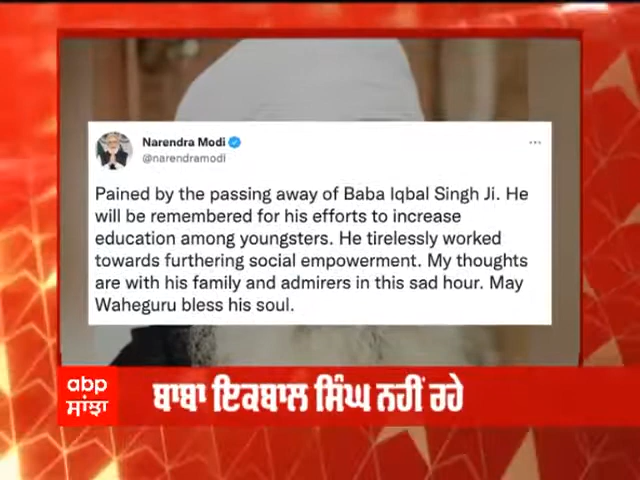 Narendra Modi
@narendramodi
Pained by the passing away of Baba Iqbal Singh Ji. He
will be remembered for his efforts to increase
education among youngsters. He tirelessly worked
towards furthering social empowerment. My thoughts
are with his family and admirers in this sad hour. May
Waheguru bless his soul.
abp
ਸਾਂਝਾ
ਬਾਬਾ ਇਕਬਾਲ ਸਿੰਘ ਨਹੀਂ ਰਹੇ